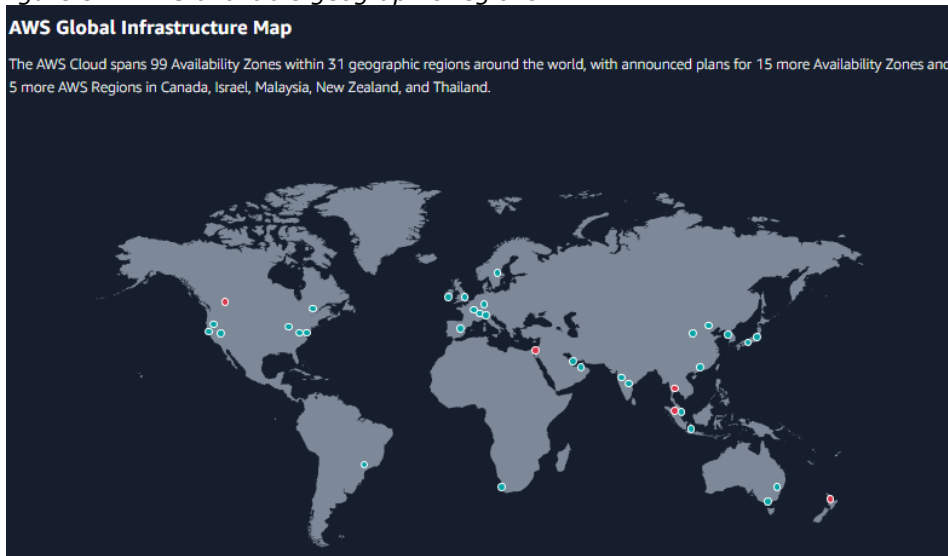 AWS Global Infrastructure Map
The AWS Cloud spans 99 Availability Zones within 31 geographic regions around the world, with announced plans for 15 more Availability Zones and
5 more AWS Regions in Canada, Israel, Malaysia, New Zealand, and Thailand.